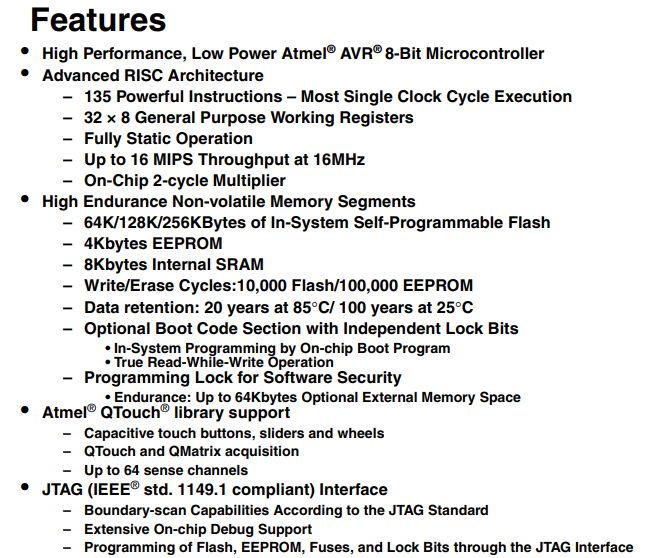 Features
• High Performance, Low Power Atmel® AVR® 8-Bit Microcontroller
• Advanced RISC Architecture
– 135 Powerful Instructions – Most Single Clock Cycle Execution
– 32 × 8 General Purpose Working Registers
– Fully Static Operation
– Up to 16 MIPS Throughput at 16MHz
– On-Chip 2-cycle Multiplier
• High Endurance Non-volatile Memory Segments
– 64K/128K/256KBytes of In-System Self-Programmable Flash
– 4Kbytes EEPROM
– 8Kbytes Internal SRAM
– Write/Erase Cycles:10,000 Flash/100,000 EEPROM
– Data retention: 20 years at 85°C/ 100 years at 25°C
– Optional Boot Code Section with Independent Lock Bits
• In-System Programming by On-chip Boot Program
• True Read-While-Write Operation
– Programming Lock for Software Security
• Endurance: Up to 64Kbytes Optional External Memory Space
• Atmel® QTouch® library support
– Capacitive touch buttons, sliders and wheels
– QTouch and QMatrix acquisition
– Up to 64 sense channels
• JTAG (IEEE® std. 1149.1 compliant) Interface
– Boundary-scan Capabilities According to the JTAG Standard
– Extensive On-chip Debug Support
– Programming of Flash, EEPROM, Fuses, and Lock Bits through the JTAG Interface